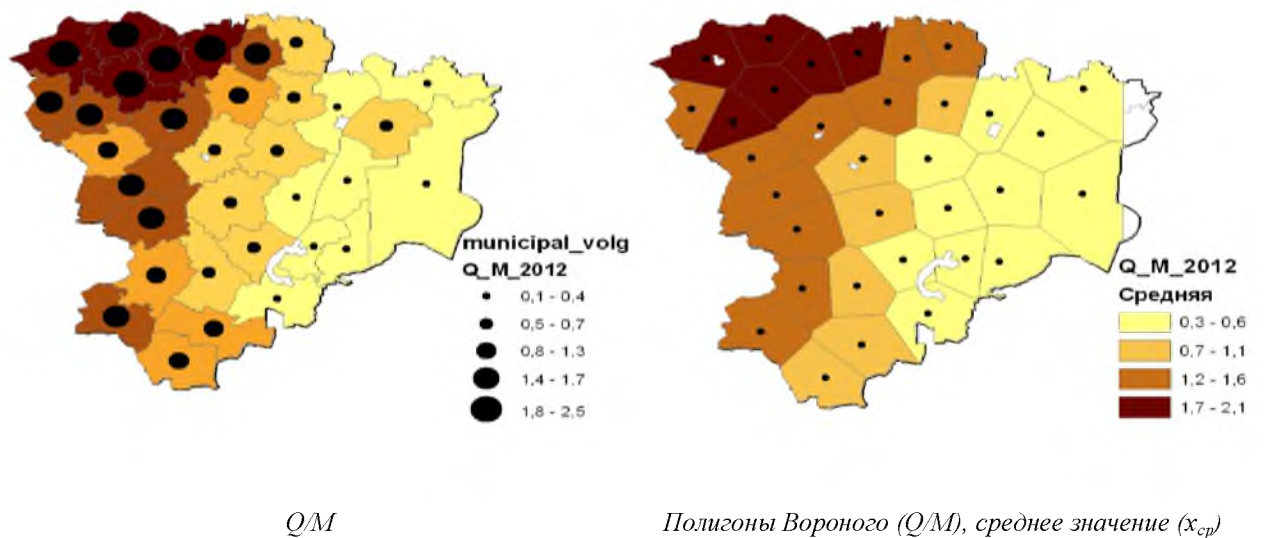 municipal_volg
Q_M_2012
0,1 - 0,4
0,5 - 0,7
0,8 - 1,3
1,4 - 1,7
1,8 - 2,5
Q_M_2012
Средняя
0,3 - 0,6
0,7 - 1,1
1,2 - 1,6
1,7 - 2,1
Q/M
Полигоны Вороного (Q/M), среднее значение (xср)